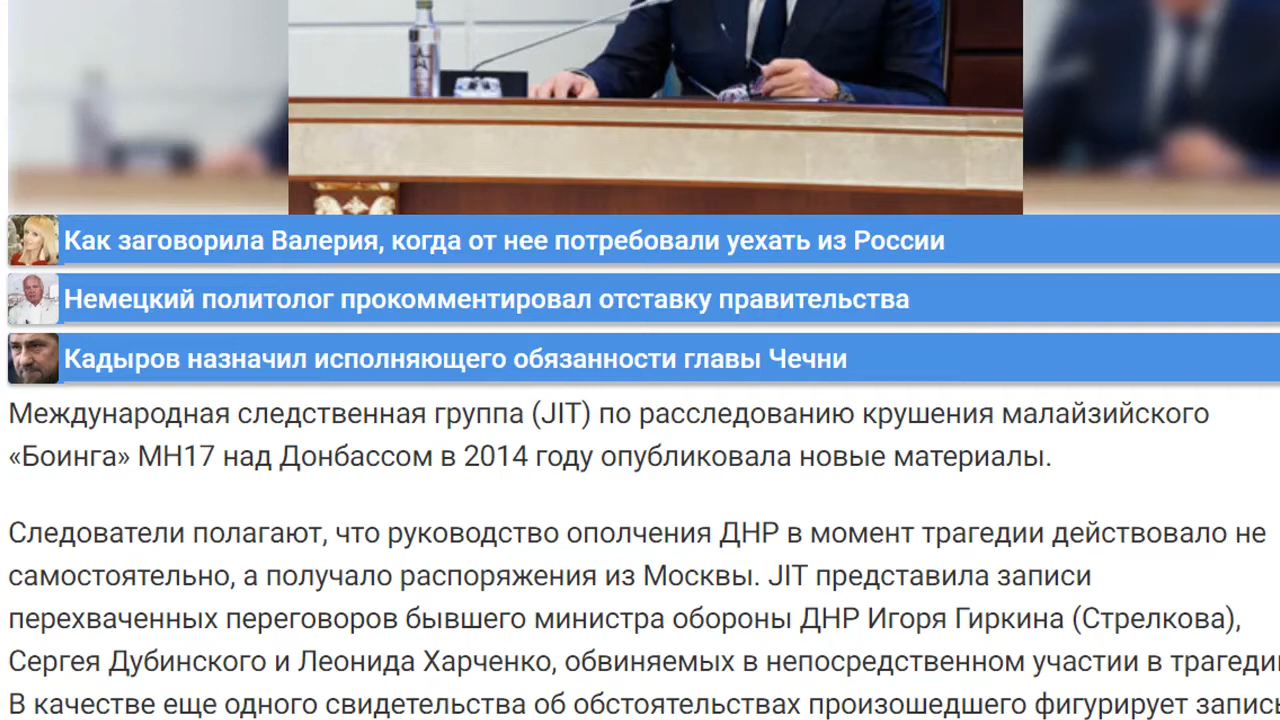 Как заговорила Валерия, когда от нее потребовали уехать из России
Немецкий политолог прокомментировал отставку правительства
Кадыров назначил исполняющего обязанности главы Чечни
Международная следственная группа (JIT) по расследованию крушения малайзийского
«Боинга» MH17 над Донбассом в 2014 году опубликовала новые материалы.
Следователи полагают, что руководство ополчения ДНР в момент трагедии действовало не
самостоятельно, а получало распоряжения из Москвы. JIT представила записи
перехваченных переговоров бывшего министра обороны ДНР Игоря Гиркина (Стрелкова),
Сергея Дубинского и Леонида Харченко, обвиняемых в непосредственном участии в трагедии
В качестве еще одного свидетельства об обстоятельствах произошедшего фигурирует запись